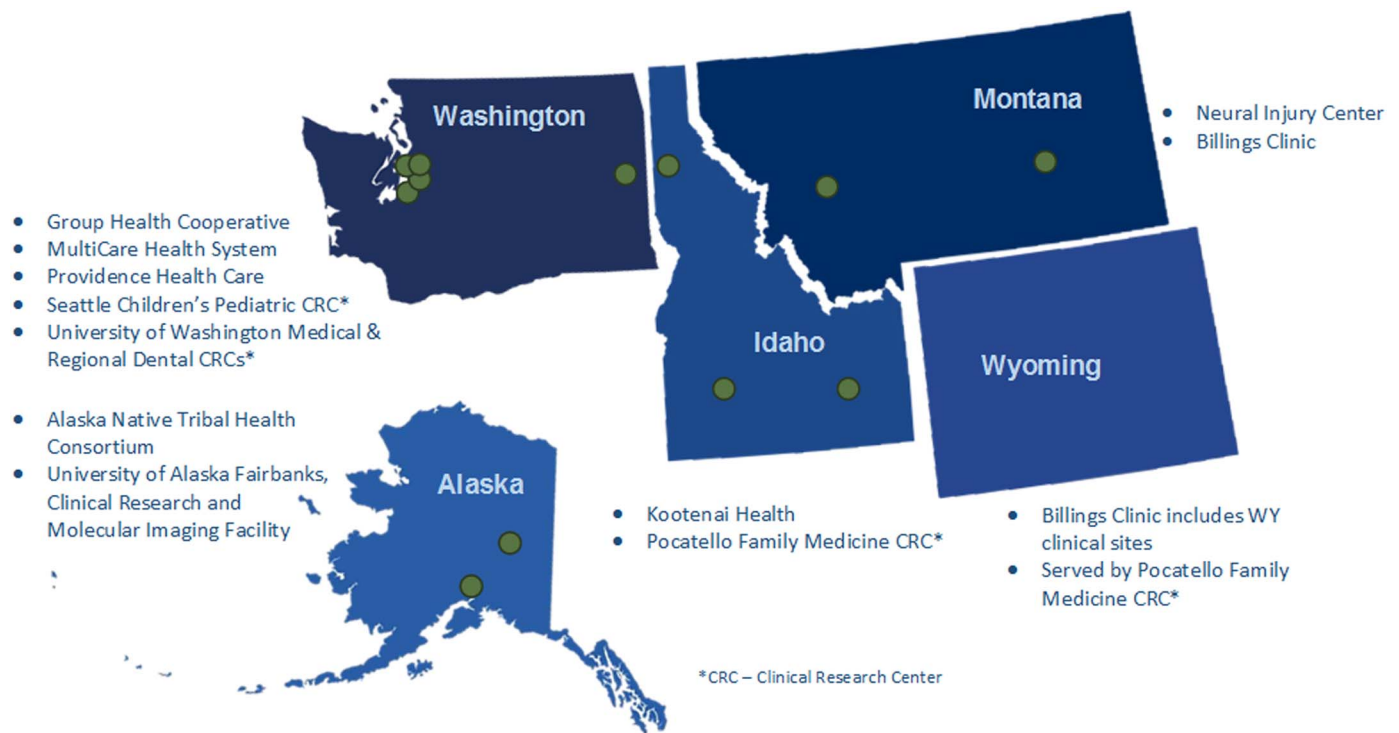 Washington
Montana
• Neural Injury Center
• Billings Clinic
• Group Health Cooperative
• MultiCare Health System
• Providence Health Care
• Seattle Children's Pediatric CRC*
• University of Washington Medical &
Regional Dental CRCs*
Idaho
Wyoming
• Alaska Native Tribal Health
Consortium
• University of Alaska Fairbanks,
Clinical Research and
Molecular Imaging Facility
Alaska
• Kootenai Health
• Pocatello Family Medicine CRC*
• Billings Clinic includes WY
clinical sites
• Served by Pocatello Family
Medicine CRC*
*CRC – Clinical Research Center